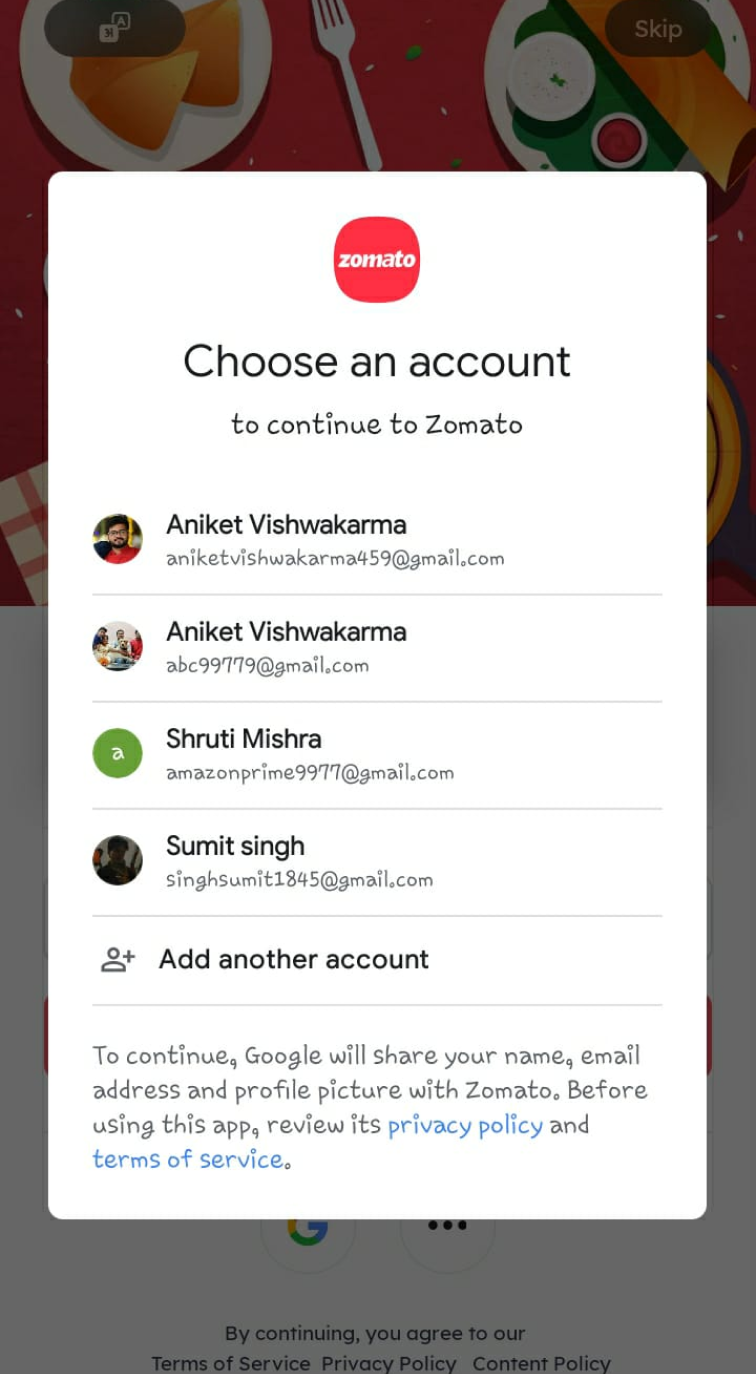 Skip
zomato
Choose an account
to continue to Zomato
Aniket Vishwakarma
aniketvishwakarma459@gmail.com
Aniket Vishwakarma
abc99779@gmail.com
a
Shruti Mishra
amazonprime9977@gmail.com
Sumit singh
singhsumit1845@gmail.com
Add another account
To continue, Google will share your name, email
address and profile picture with Zomato. Before
using this app, review its privacy policy and
terms of service.
By continuing, you agree to our
Terms of Service Privacy Policy Content Policy